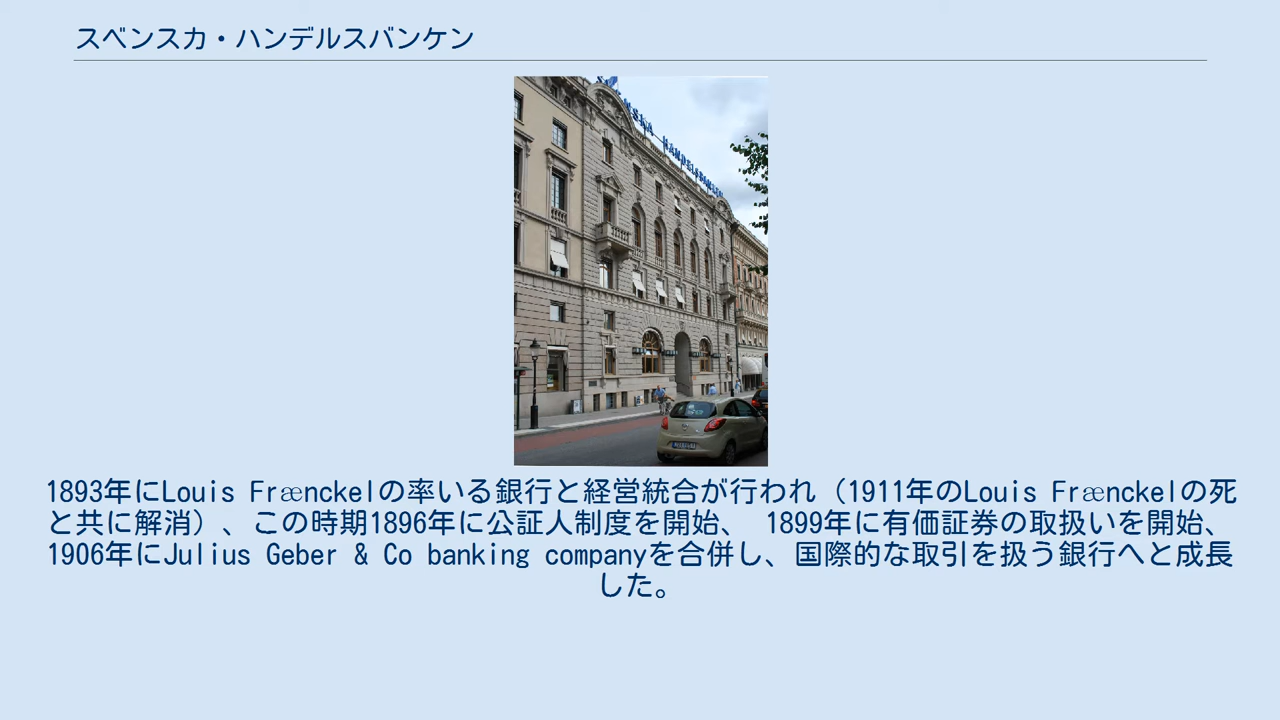 スベンスカ・ハンデルスバンケン
HANDELSBANKEN
1893年にLouis Frænckelの率いる銀行と経営統合が行われ（1911年のLouis Frænckelの死
と共に解消）、この時期1896年に公証人制度を開始、 1899年に有価証券の取扱いを開始、
1906年にJulius Geber & Co banking companyを合併し、国際的な取引を扱う銀行へと成長
した。